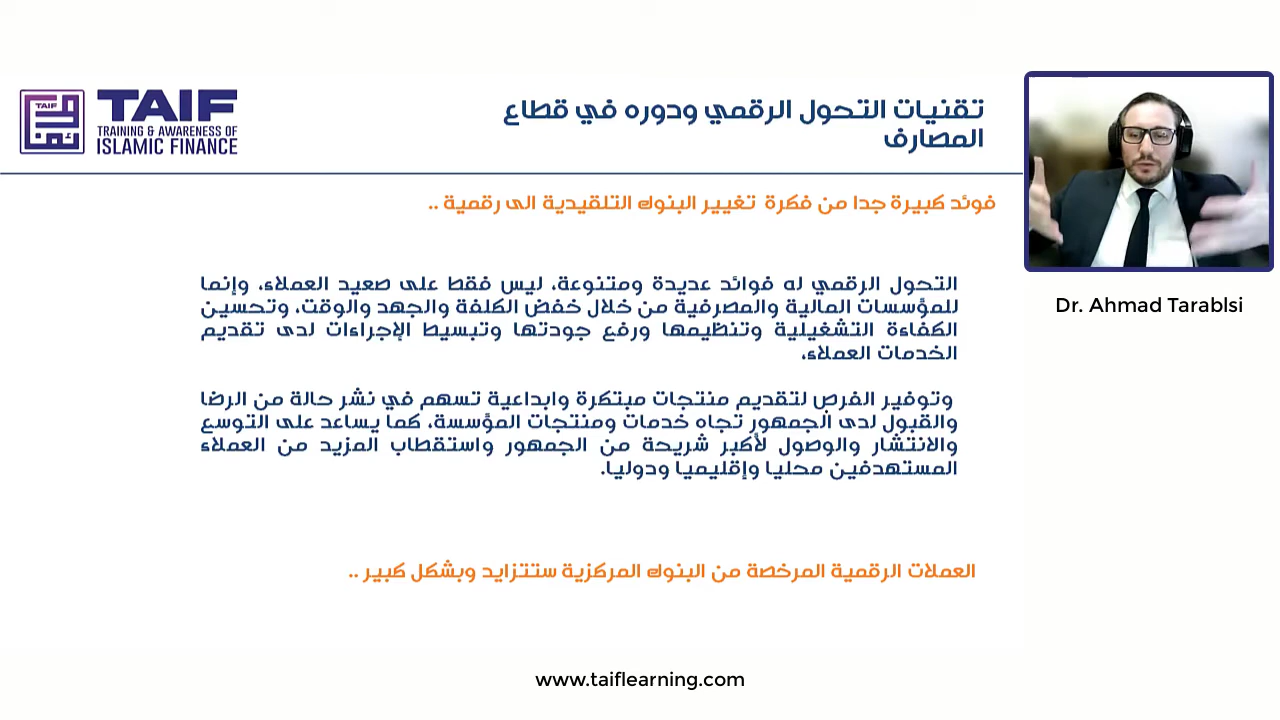 TAIF
TAIF
TRAINING & AWARENESS OF
ISLAMIC FINANCE
تقنيات التحول الرقمي ودوره في قطاع
المصارف
فوئد كبيرة جدا من فكرة تغيير البنوك التلقيدية الى رقمية ..
التحول الرقمي له فوائد عديدة ومتنوعة، ليس فقط على صعيد العملاء، وإنما
للمؤسسات المالية والمصرفية من خلال خفض الكلفة والجهد والوقت، وتحسين
الكفاءة التشغيلية وتنظيمها ورفع جودتها وتبسيط الإجراءات لدى تقديم
الخدمات العملاء،
وتوفير الفرص لتقديم منتجات مبتكرة وابداعية تسهم في نشر حالة من الرضا
والقبول لدى الجمهور تجاه خدمات ومنتجات المؤسسة، كما يساعد على التوسع
والانتشار والوصول لأكبر شريحة من الجمهور واستقطاب المزيد من العملاء
المستهدفين محليا وإقليميا ودوليا.
العملات الرقمية المرخصة من البنوك المركزية ستتزايد وبشكل كبير ..
Dr. Ahmad Tarablsi
www.taiflearning.com